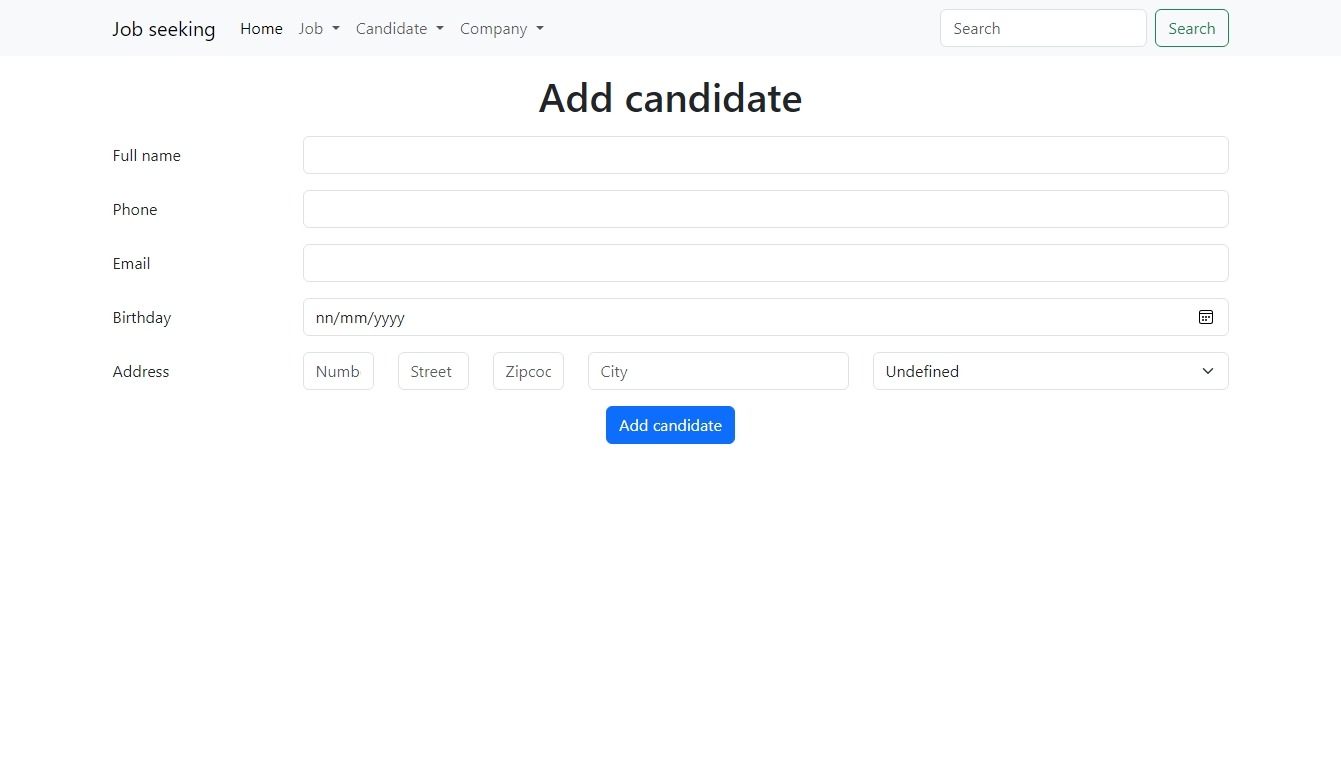 Job seeking Home Job Candidate Company Search Search
Add candidate
Full name
Phone
Email
Birthday nn/mm/yyyy
Address Numb Street Zipcoc City Undefined
Add candidate